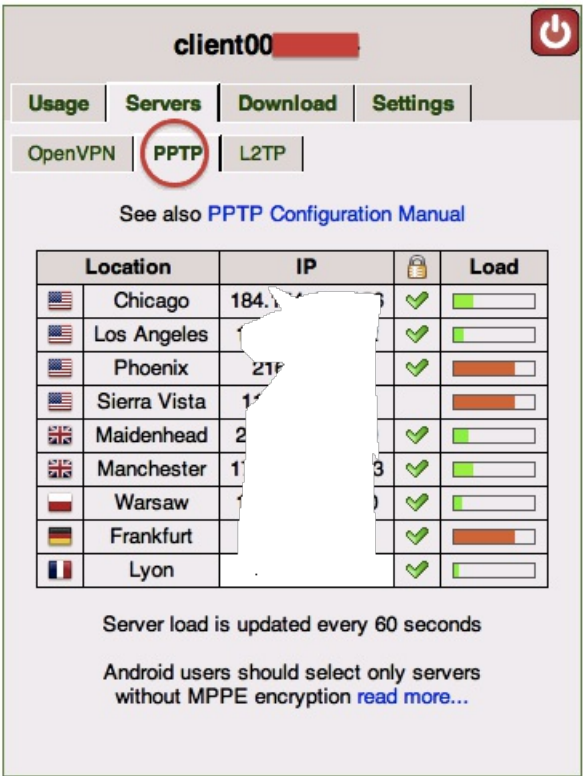 client00
Usage Servers Download Settings
OpenVPN PPTP L2TP
See also PPTP Configuration Manual
Location IP Load
Chicago 184.
Los Angeles
Phoenix 216
Sierra Vista
Maidenhead
Manchester
Warsaw
Frankfurt
Lyon
Server load is updated every 60 seconds
Android users should select only servers
without MPPE encryption read more...